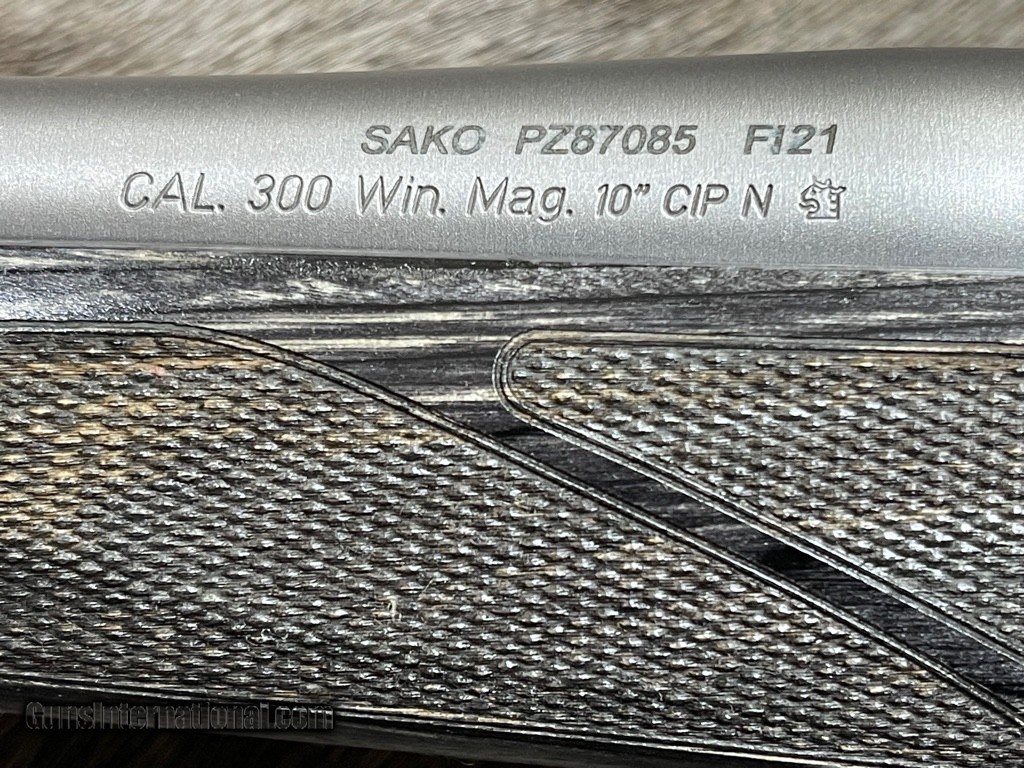 SAKO PZ87085 FI21
CAL. 300 Win. Mag. 10” CIP N
GunsInternational.com